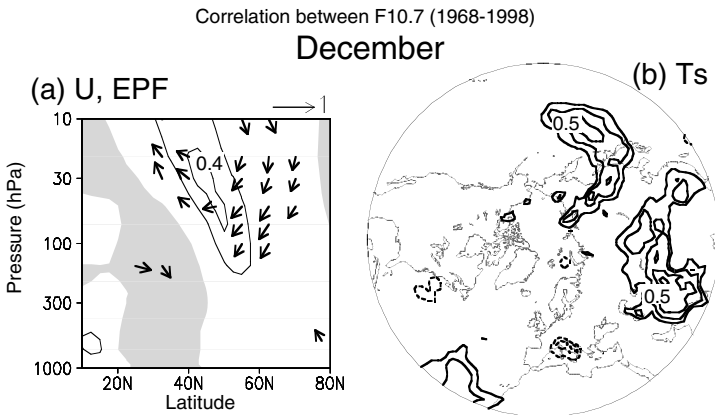 Correlation between F10.7 (1968-1998)
December
(a) U, EPF
(b) Ts
1
10
30
100
300
1000
Pressure (hPa)
0.4
20N
40N
60N
80N
Latitude
0.5
0.5